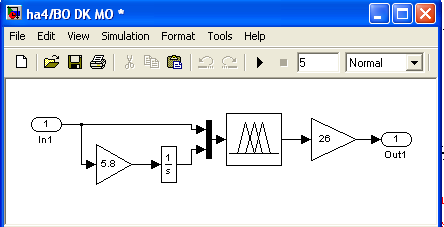 ha4/BO DK MO *
File Edit View Simulation Format Tools Help
5 Normal
1
In1
5.8
1
s
26
1
Out1